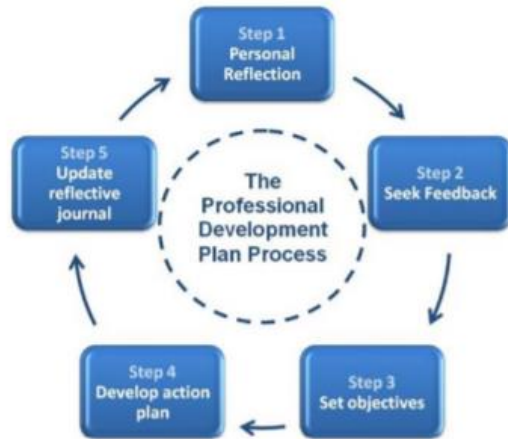 Step 1
Personal
Reflection
Step 2
Seek Feedback
Step 3
Set objectives
Step 4
Develop action
plan
Step 5
Update
reflective
journal
The
Professional
Development
Plan Process